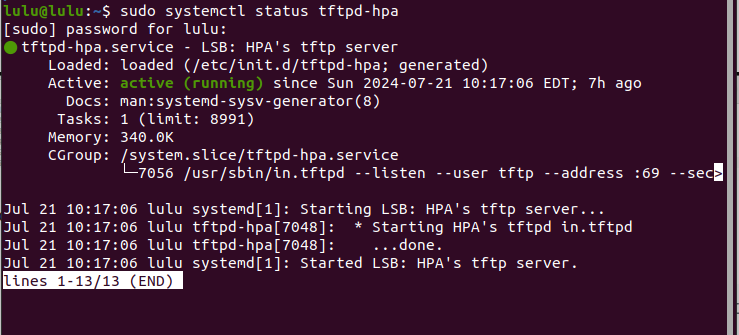 lulu@lulu:~$ sudo systemctl status tftpd-hpa
[sudo] password for lulu:
● tftpd-hpa.service - LSB: HPA's tftp server
     Loaded: loaded (/etc/init.d/tftpd-hpa; generated)
     Active: active (running) since Sun 2024-07-21 10:17:06 EDT; 7h ago
       Docs: man:systemd-sysv-generator(8)
      Tasks: 1 (limit: 8991)
     Memory: 340.0K
     CGroup: /system.slice/tftpd-hpa.service
             └─7056 /usr/sbin/in.tftpd --listen --user tftp --address :69 --sec>
Jul 21 10:17:06 lulu systemd[1]: Starting LSB: HPA's tftp server...
Jul 21 10:17:06 lulu tftpd-hpa[7048]:  * Starting HPA's tftpd in.tftpd
Jul 21 10:17:06 lulu tftpd-hpa[7048]:    ...done.
Jul 21 10:17:06 lulu systemd[1]: Started LSB: HPA's tftp server.
lines 1-13/13 (END)